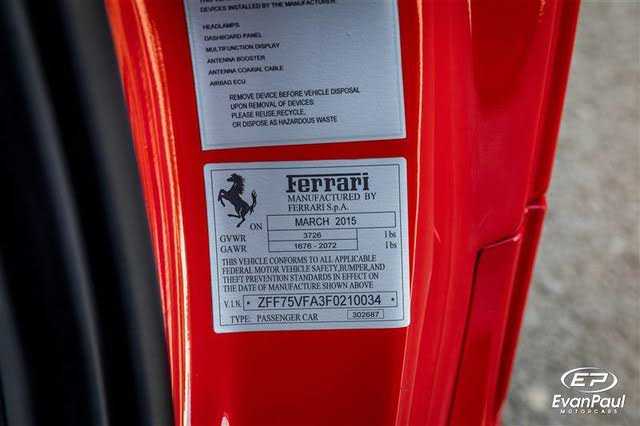 DEVICES INSTALLED BY THE MANUFACTURER.
HEADLAMPS
DASHBOARD PANEL
MULTIFUNCTION DISPLAY
ANTENNA BOOSTER
ANTENNA COAXIAL CABLE
AIRBAG ECU
REMOVE DEVICE BEFORE VEHICLE DISPOSAL
UPON REMOVAL OF DEVICES:
PLEASE REUSE, RECYCLE,
OR DISPOSE AS HAZARDOUS WASTE
Ferrari
MANUFACTURED BY
FERRARI S.p.A.
ON MARCH 2015
GVWR 3726 lbs
GAWR 1676 - 2072 lbs
THIS VEHICLE CONFORMS TO ALL APPLICABLE
FEDERAL MOTOR VEHICLE SAFETY, BUMPER, AND
THEFT PREVENTION STANDARDS IN EFFECT ON
THE DATE OF MANUFACTURE SHOWN ABOVE
V.I.N. * ZFF75VFA3F0210034 *
TYPE: PASSENGER CAR 302687
EP
EvanPaul
MOTORCARS